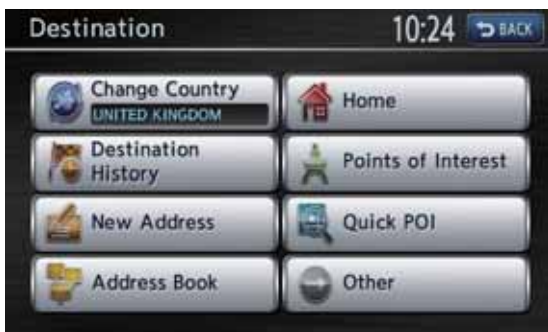 Destination
10:24
BACK
Change Country
UNITED KINGDOM
Home
Destination
History
Points of Interest
New Address
Quick POI
Address Book
Other